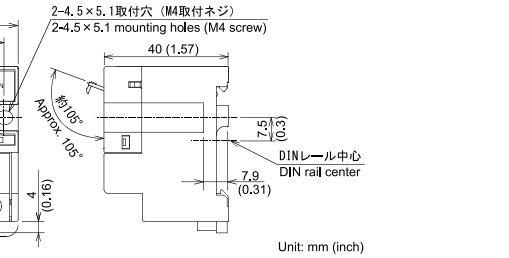 2-4.5×5.1取付穴 (M4取付ネジ)
2-4.5×5.1 mounting holes (M4 screw)
40 (1.57)
約105°
Approx. 105°
7.5
(0.3)
DINレール中心
DIN rail center
7.9
(0.31)
4
(0.16)
Unit: mm (inch)